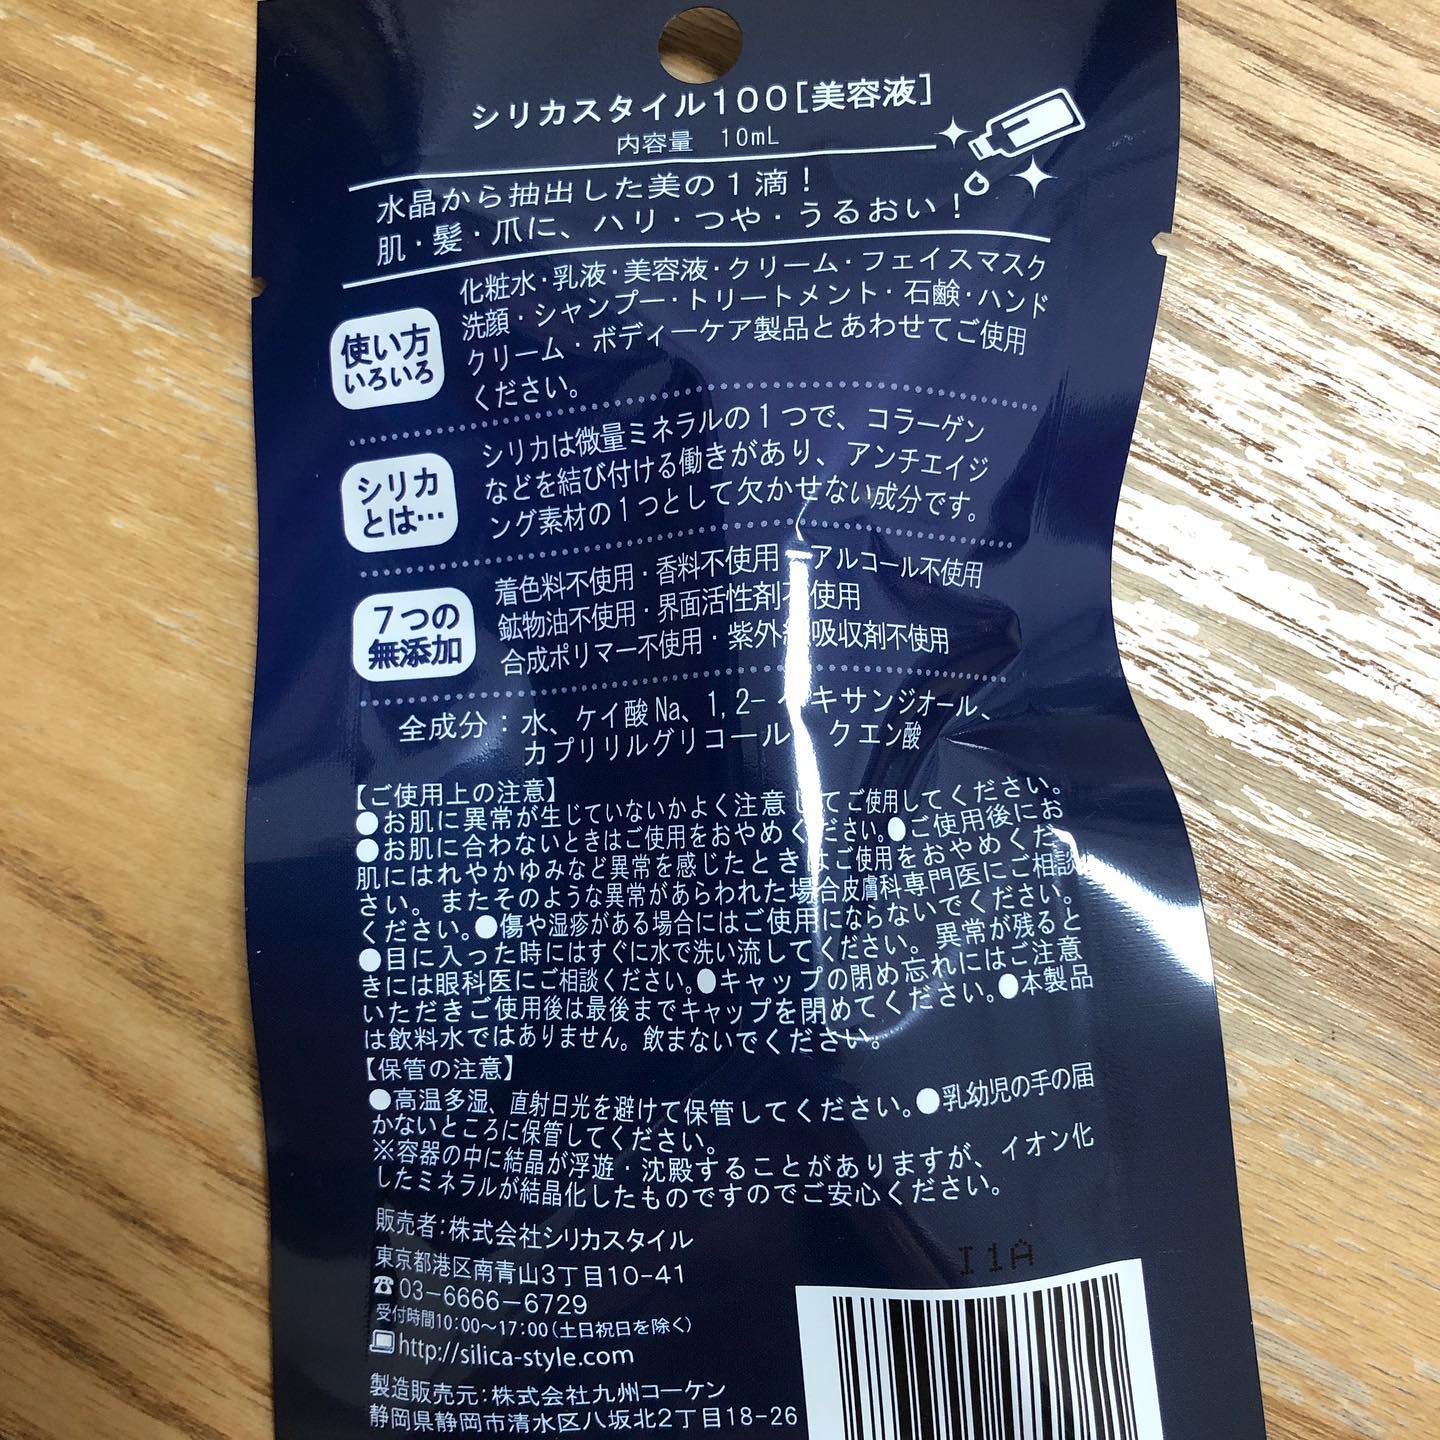 シリカスタイル100[美容液]
内容量 10mL
水晶から抽出した美の1滴！
肌・髪・爪に、ハリ・つや・うるおい！
使い方
いろいろ
化粧水・乳液・美容液・クリーム・フェイスマスク
洗顔・シャンプー・トリートメント・石鹸・ハンド
クリーム・ボディーケア製品とあわせてご使用
ください。
シリカ
とは…
シリカは微量ミネラルの1つで、コラーゲン
などを結び付ける働きがあり、アンチエイジ
ング素材の1つとして欠かせない成分です。
7つの
無添加
着色料不使用・香料不使用・アルコール不使用
鉱物油不使用・界面活性剤不使用
合成ポリマー不使用・紫外線吸収剤不使用
全成分：水、ケイ酸Na、1,2-ヘキサンジオール、
カプリリルグリコール、クエン酸
【ご使用上の注意】
●お肌に異常が生じていないかよく注意してご使用してください。
●お肌に合わないときはご使用をおやめください。●ご使用後にお
肌にはれやかゆみなど異常を感じたときはご使用をおやめくだ
さい。またそのような異常があらわれた場合皮膚科専門医にご相談
ください。●傷や湿疹がある場合にはご使用にならないでください。
●目に入った時にはすぐに水で洗い流してください。異常が残ると
きには眼科医にご相談ください。●キャップの閉め忘れにはご注意
いただきご使用後は最後までキャップを閉めてください。●本製品
は飲料水ではありません。飲まないでください。
【保管の注意】
●高温多湿、直射日光を避けて保管してください。●乳幼児の手の届
かないところに保管してください。
※容器の中に結晶が浮遊・沈殿することがありますが、イオン化
したミネラルが結晶化したものですのでご安心ください。
販売者：株式会社シリカスタイル
東京都港区南青山3丁目10-41
☎03-6666-6729
受付時間10:00～17:00(土日祝日を除く)
http://silica-style.com
製造販売元：株式会社九州コーケン
静岡県静岡市清水区八坂北2丁目18-26
I1A